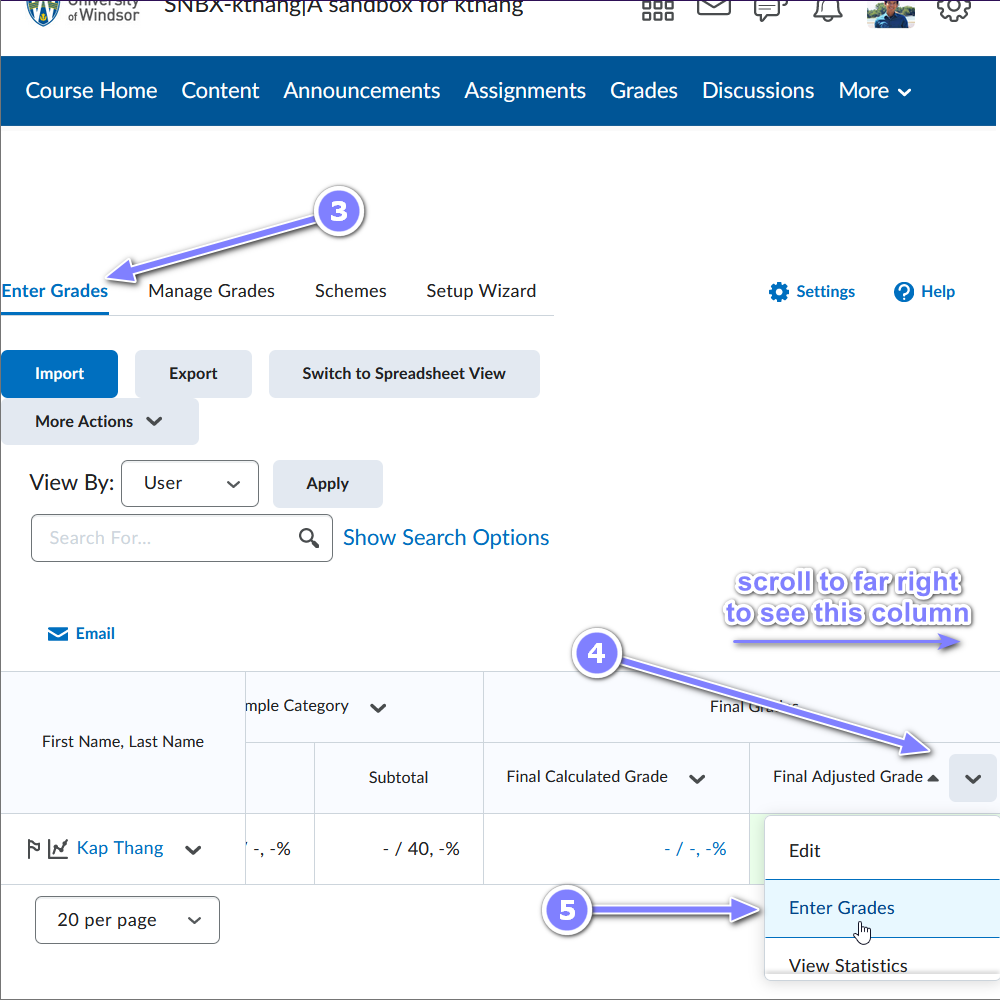 University
of Windsor
SNBX-kthang|A sandbox for kthang
Course Home Content Announcements Assignments Grades Discussions More
3
Enter Grades Manage Grades Schemes Setup Wizard Settings Help
Import Export Switch to Spreadsheet View
More Actions
View By: User Apply
Search For... Show Search Options
scroll to far right
to see this column
Email
4
mple Category Final Grades
First Name, Last Name
Subtotal Final Calculated Grade Final Adjusted Grade
Kap Thang / -, -% - / 40, -% - / -, -%
Edit
20 per page
5
Enter Grades
View Statistics